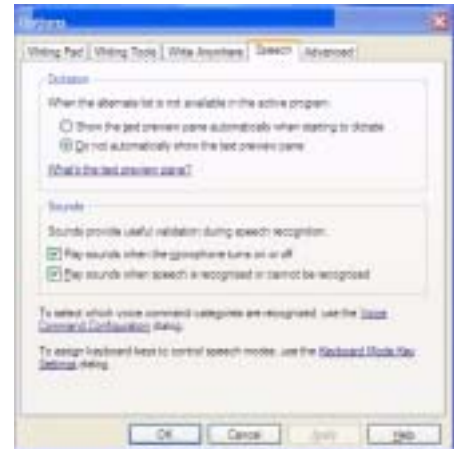 Options
Writing Pad Writing Tools Write Anywhere Speech Advanced
Dictation
When the alternate list is not available in the active program:
Show the text preview pane automatically when starting to dictate
Do not automatically show the text preview pane
What's the text preview pane?
Sounds
Sounds provide useful validation during speech recognition.
Play sounds when the microphone turns on or off
Play sounds when speech is recognized or cannot be recognized
To select which voice command categories are recognized, use the Voice
Command Configuration dialog.
To assign keyboard keys to control speech modes, use the Keyboard Mode Key
Settings dialog.
OK Cancel Apply Help